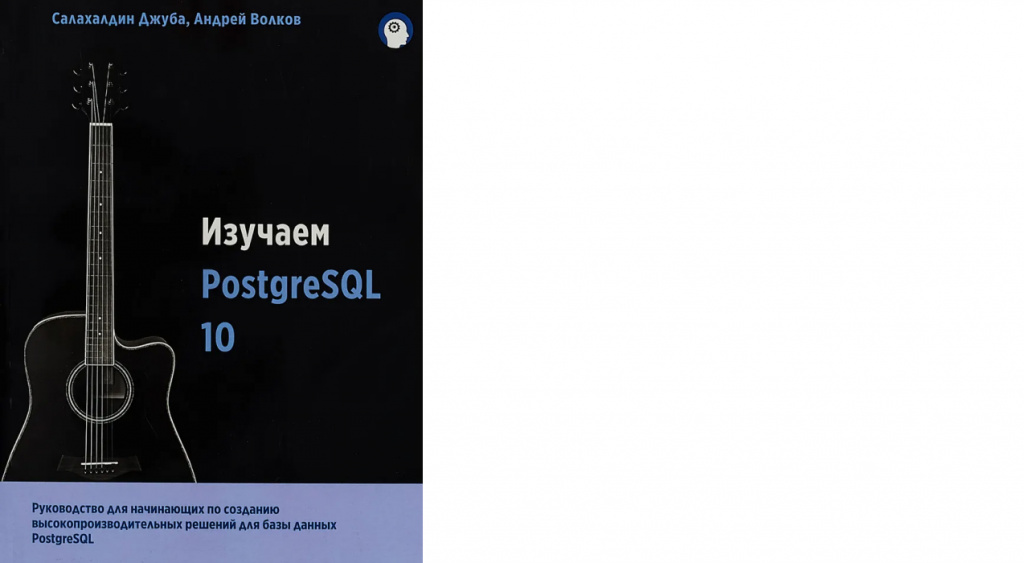 Салахалдин Джуба, Андрей Волков
Изучаем
PostgreSQL
10
Руководство для начинающих по созданию
высокопроизводительных решений для базы данных
PostgreSQL